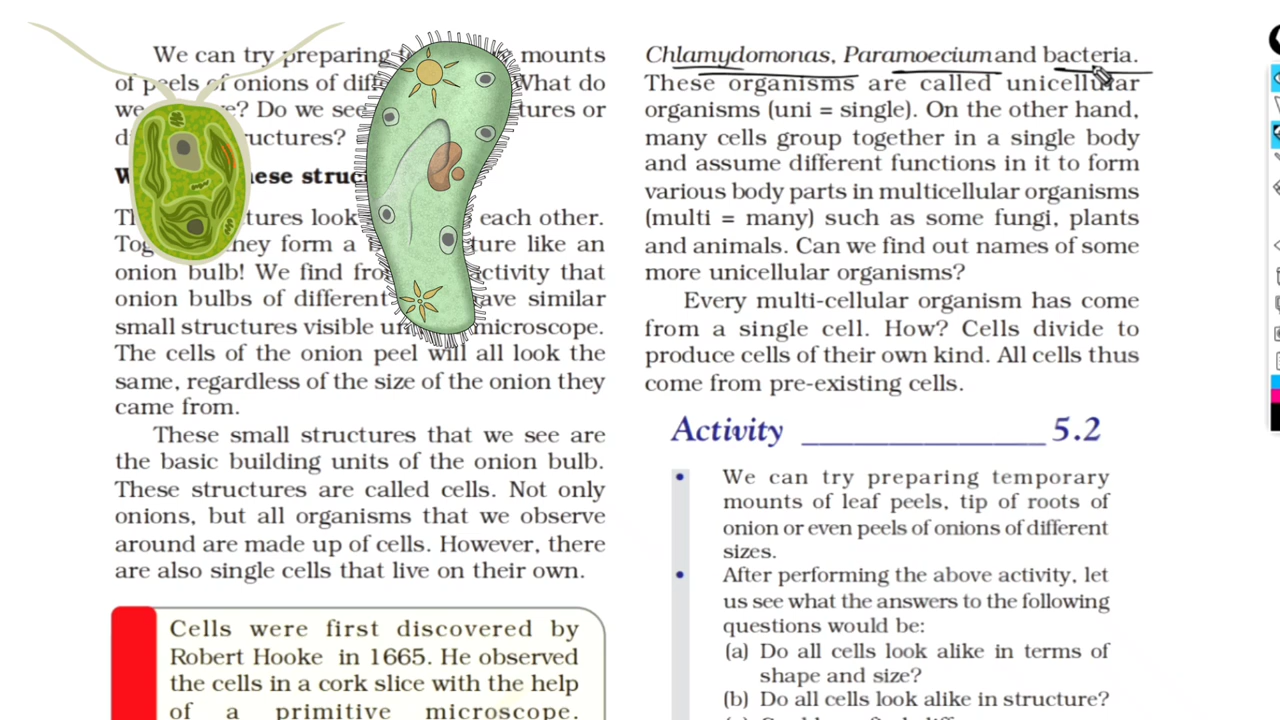 We can try preparing mounts
of peels of onions of What do
we ? Do we see tures or
uctures?
these
The tures look each other.
they form a ture like an
onion bulb! We find activity that
onion bulbs of different have similar
small structures visible microscope.
The cells of the onion peel will all look the
same, regardless of the size of the onion they
came from.
These small structures that we see are
the basic building units of the onion bulb.
These structures are called cells. Not only
onions, but all organisms that we observe
around are made up of cells. However, there
are also single cells that live on their own.
Cells were first discovered by
Robert Hooke in 1665. He observed
the cells in a cork slice with the help
of a primitive microscope.
Chlamydomonas, Paramoecium and bacteria.
These organisms are called unicellular
organisms (uni = single). On the other hand,
many cells group together in a single body
and assume different functions in it to form
various body parts in multicellular organisms
(multi = many) such as some fungi, plants
and animals. Can we find out names of some
more unicellular organisms?
Every multi-cellular organism has come
from a single cell. How? Cells divide to
produce cells of their own kind. All cells thus
come from pre-existing cells.
Activity 5.2
• We can try preparing temporary
mounts of leaf peels, tip of roots of
onion or even peels of onions of different
sizes.
• After performing the above activity, let
us see what the answers to the following
questions would be:
(a) Do all cells look alike in terms of
shape and size?
(b) Do all cells look alike in structure?